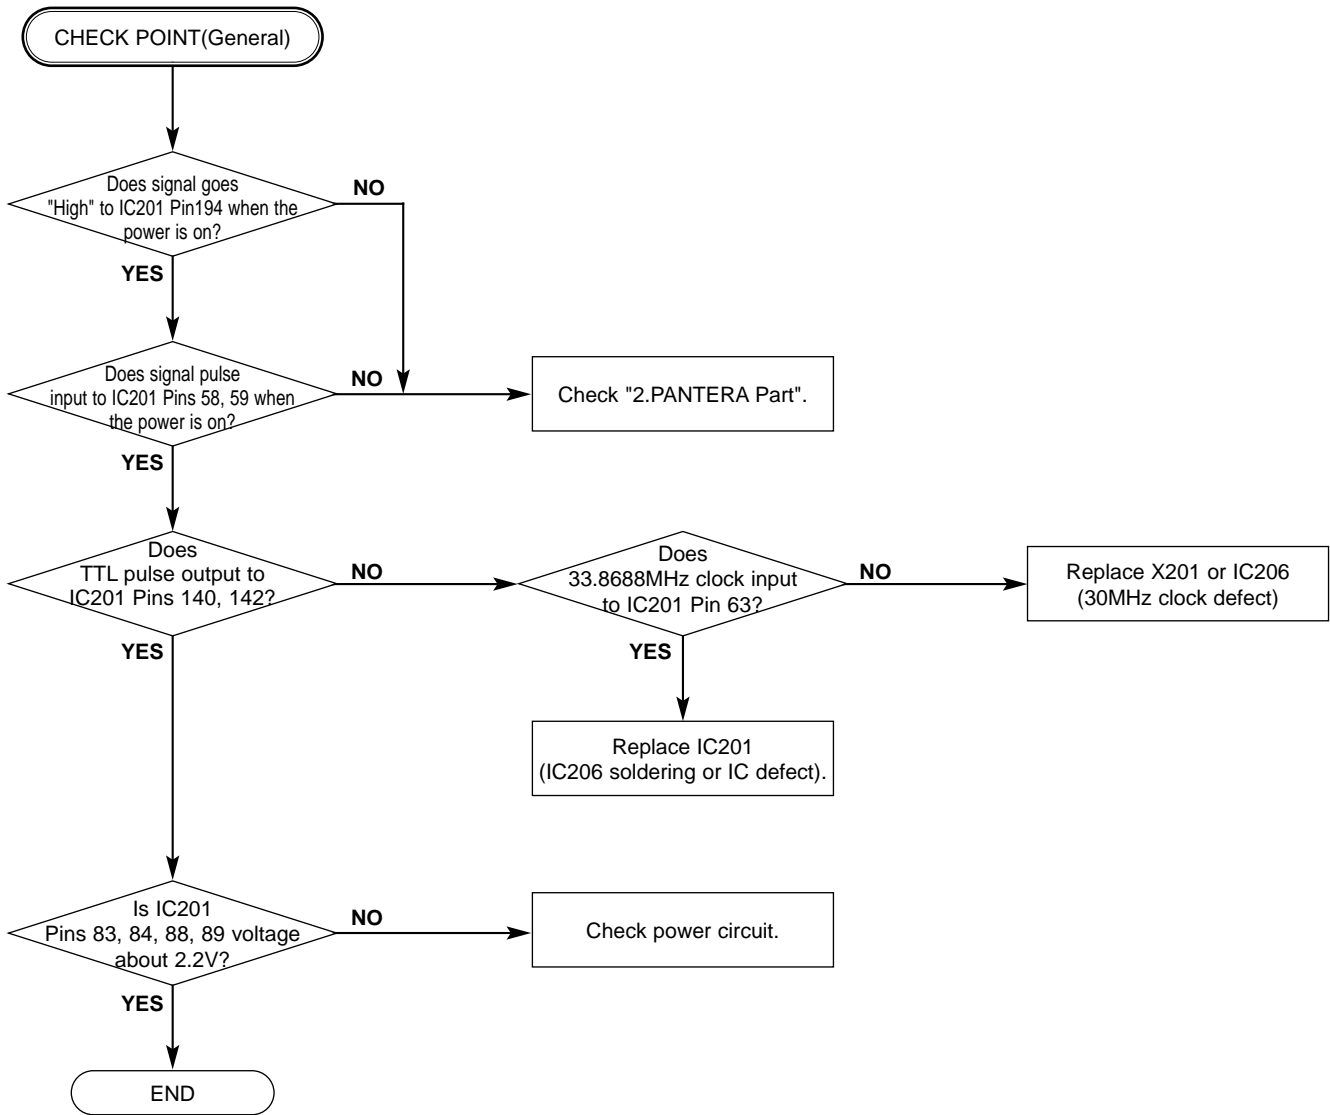 CHECK POINT(General)
Does signal goes
"High" to IC201 Pin194 when the
power is on?
NO
YES
Does signal pulse
input to IC201 Pins 58, 59 when
the power is on?
NO
Check "2.PANTERA Part".
YES
Does
TTL pulse output to
IC201 Pins 140, 142?
NO
Does
33.8688MHz clock input
to IC201 Pin 63?
NO
Replace X201 or IC206
(30MHz clock defect)
YES
YES
Replace IC201
(IC206 soldering or IC defect).
Is IC201
Pins 83, 84, 88, 89 voltage
about 2.2V?
NO
Check power circuit.
YES
END